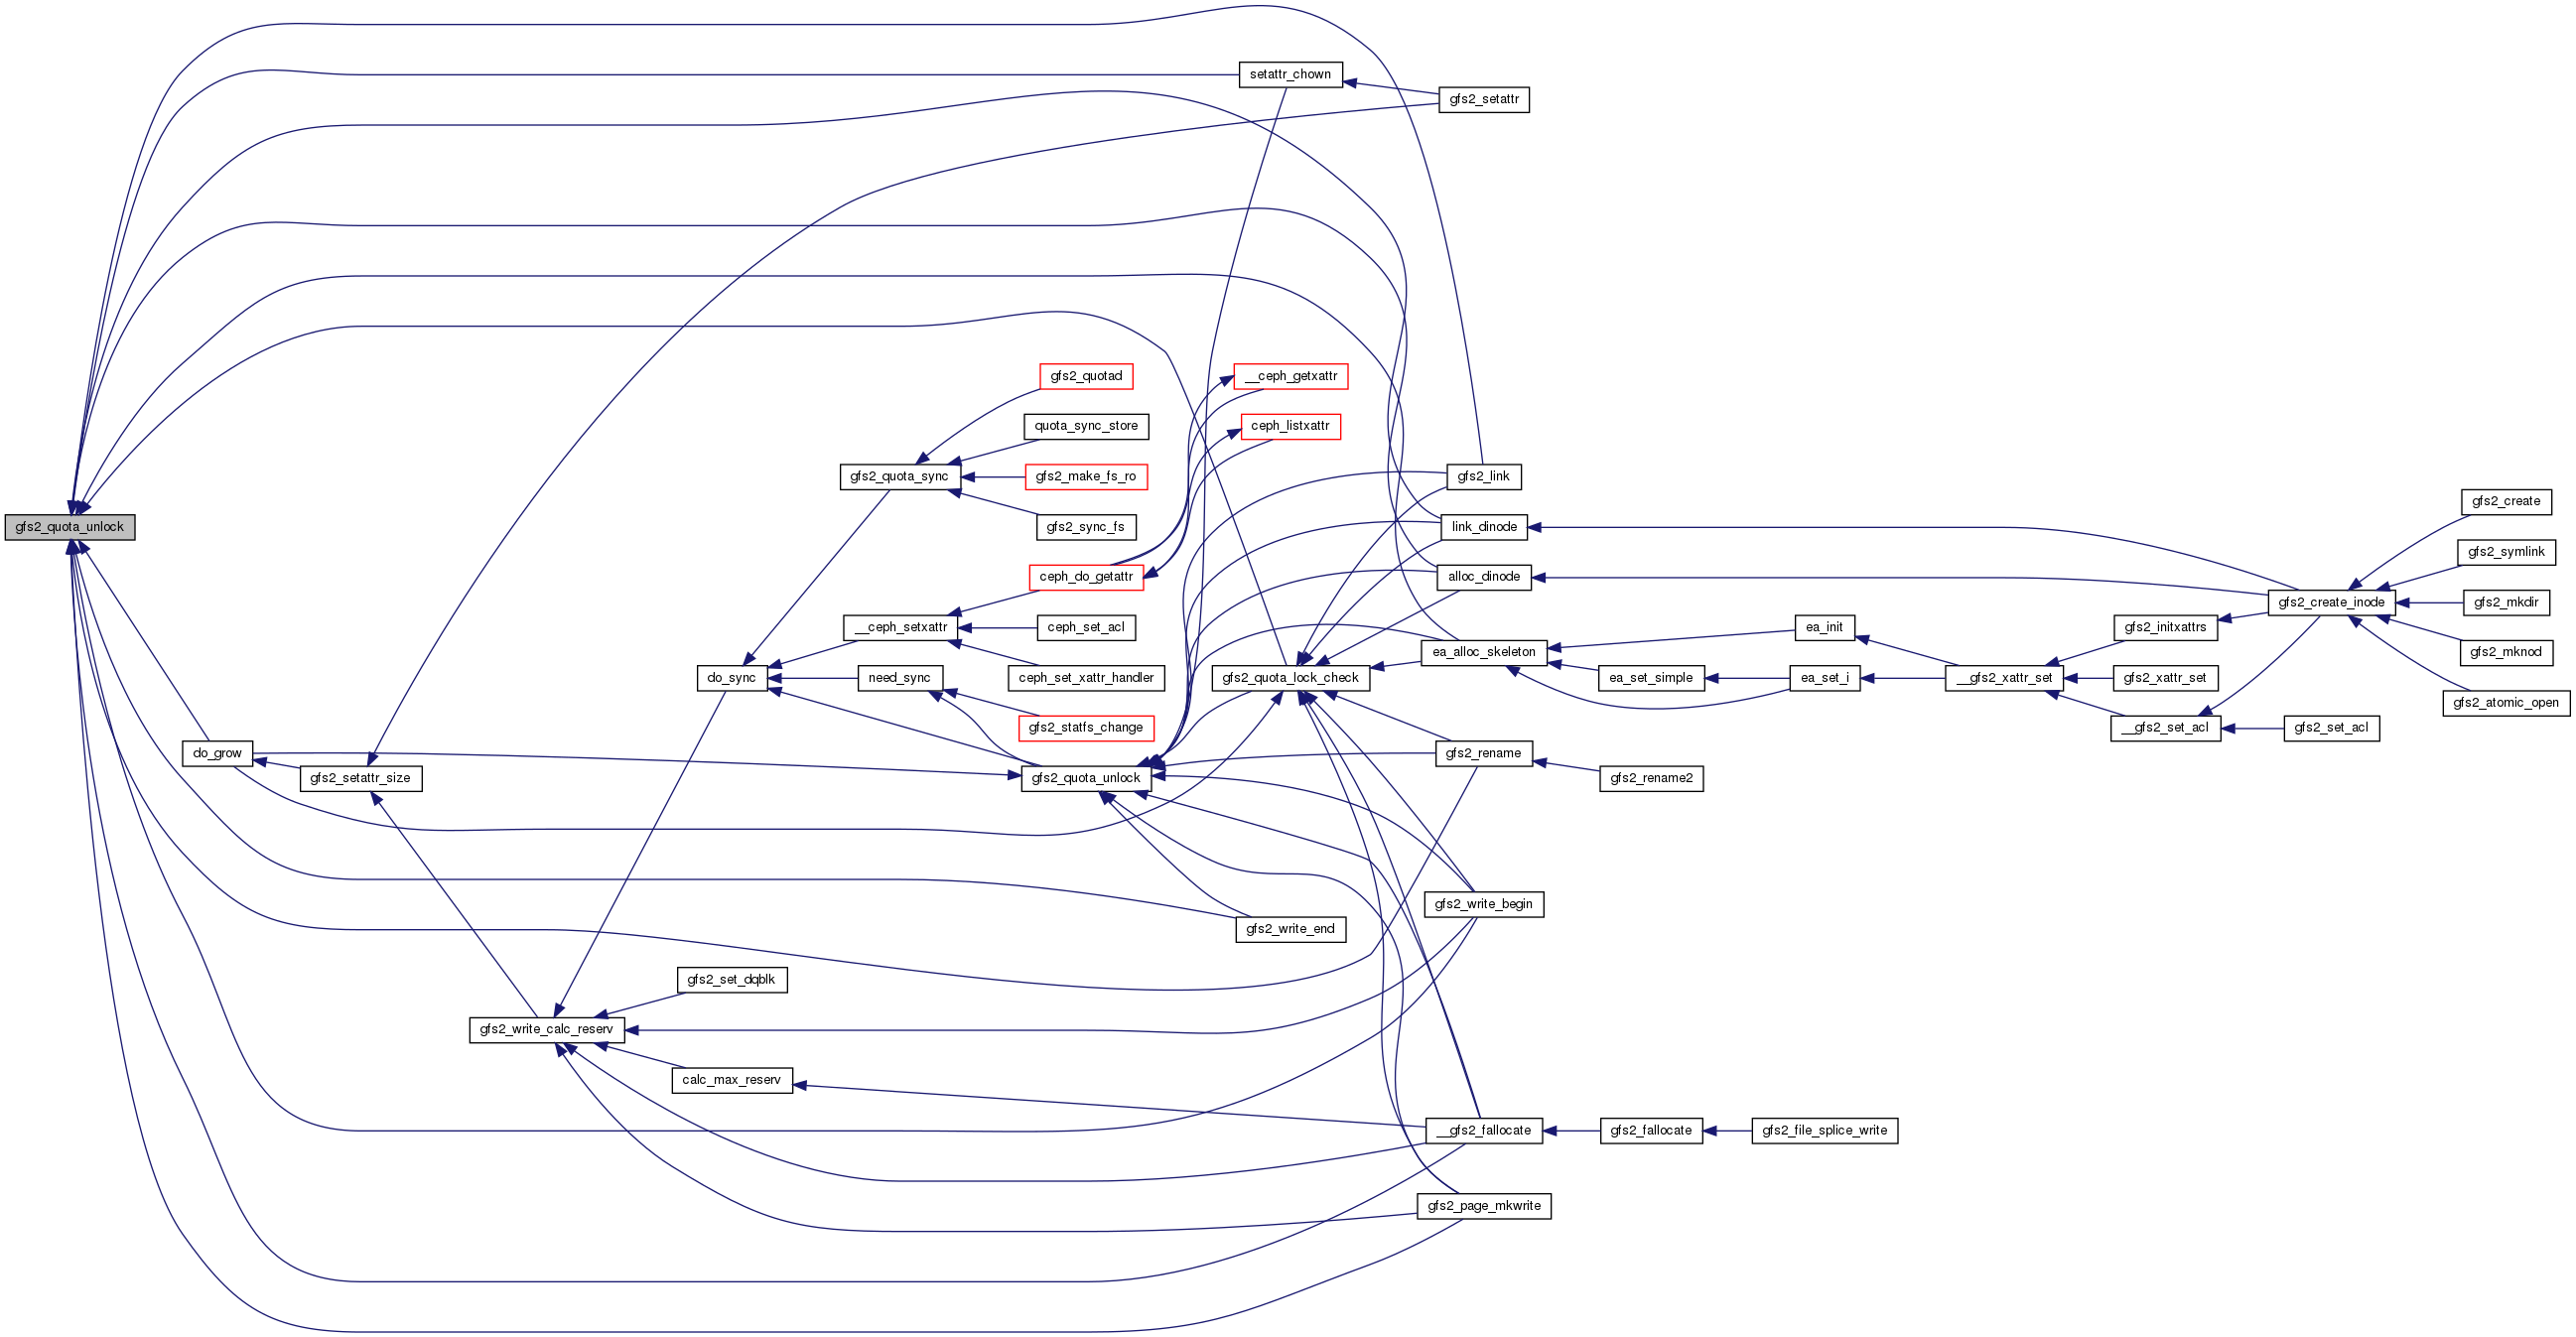 setattr_chown
gfs2_setattr
gfs2_quotad
__ceph_getxattr
quota_sync_store
ceph_listxattr
gfs2_quota_sync
gfs2_make_fs_ro
gfs2_link
gfs2_create
gfs2_quota_unlock
gfs2_sync_fs
link_dinode
gfs2_symlink
ceph_do_getattr
alloc_dinode
gfs2_create_inode
gfs2_mkdir
__ceph_setxattr
ceph_set_acl
ea_init
gfs2_initxattrs
ea_alloc_skeleton
gfs2_mknod
do_sync
need_sync
ceph_set_xattr_handler
gfs2_quota_lock_check
ea_set_simple
ea_set_i
__gfs2_xattr_set
gfs2_xattr_set
gfs2_atomic_open
gfs2_statfs_change
__gfs2_set_acl
gfs2_set_acl
do_grow
gfs2_rename
gfs2_setattr_size
gfs2_quota_unlock
gfs2_rename2
gfs2_write_begin
gfs2_write_end
gfs2_set_dqblk
gfs2_write_calc_reserv
calc_max_reserv
__gfs2_fallocate
gfs2_fallocate
gfs2_file_splice_write
gfs2_page_mkwrite